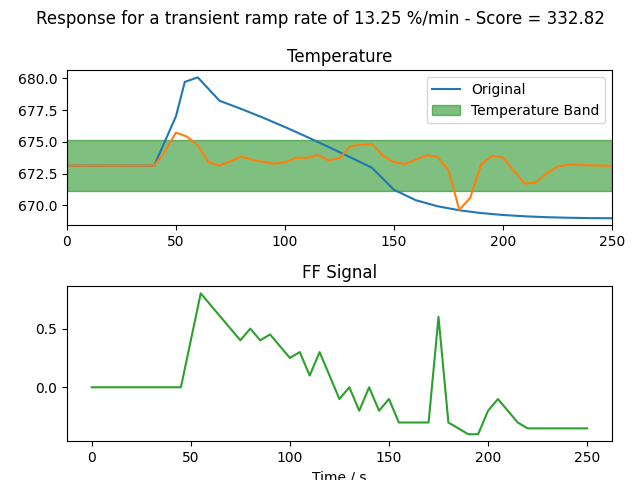 Response for a transient ramp rate of 13.25 %/min - Score = 332.82
Temperature
680.0
677.5
675.0
672.5
670.0
Original
Temperature Band
0 50 100 150 200 250
FF Signal
0.5
0.0
0 50 100 150 200 250
Time / s